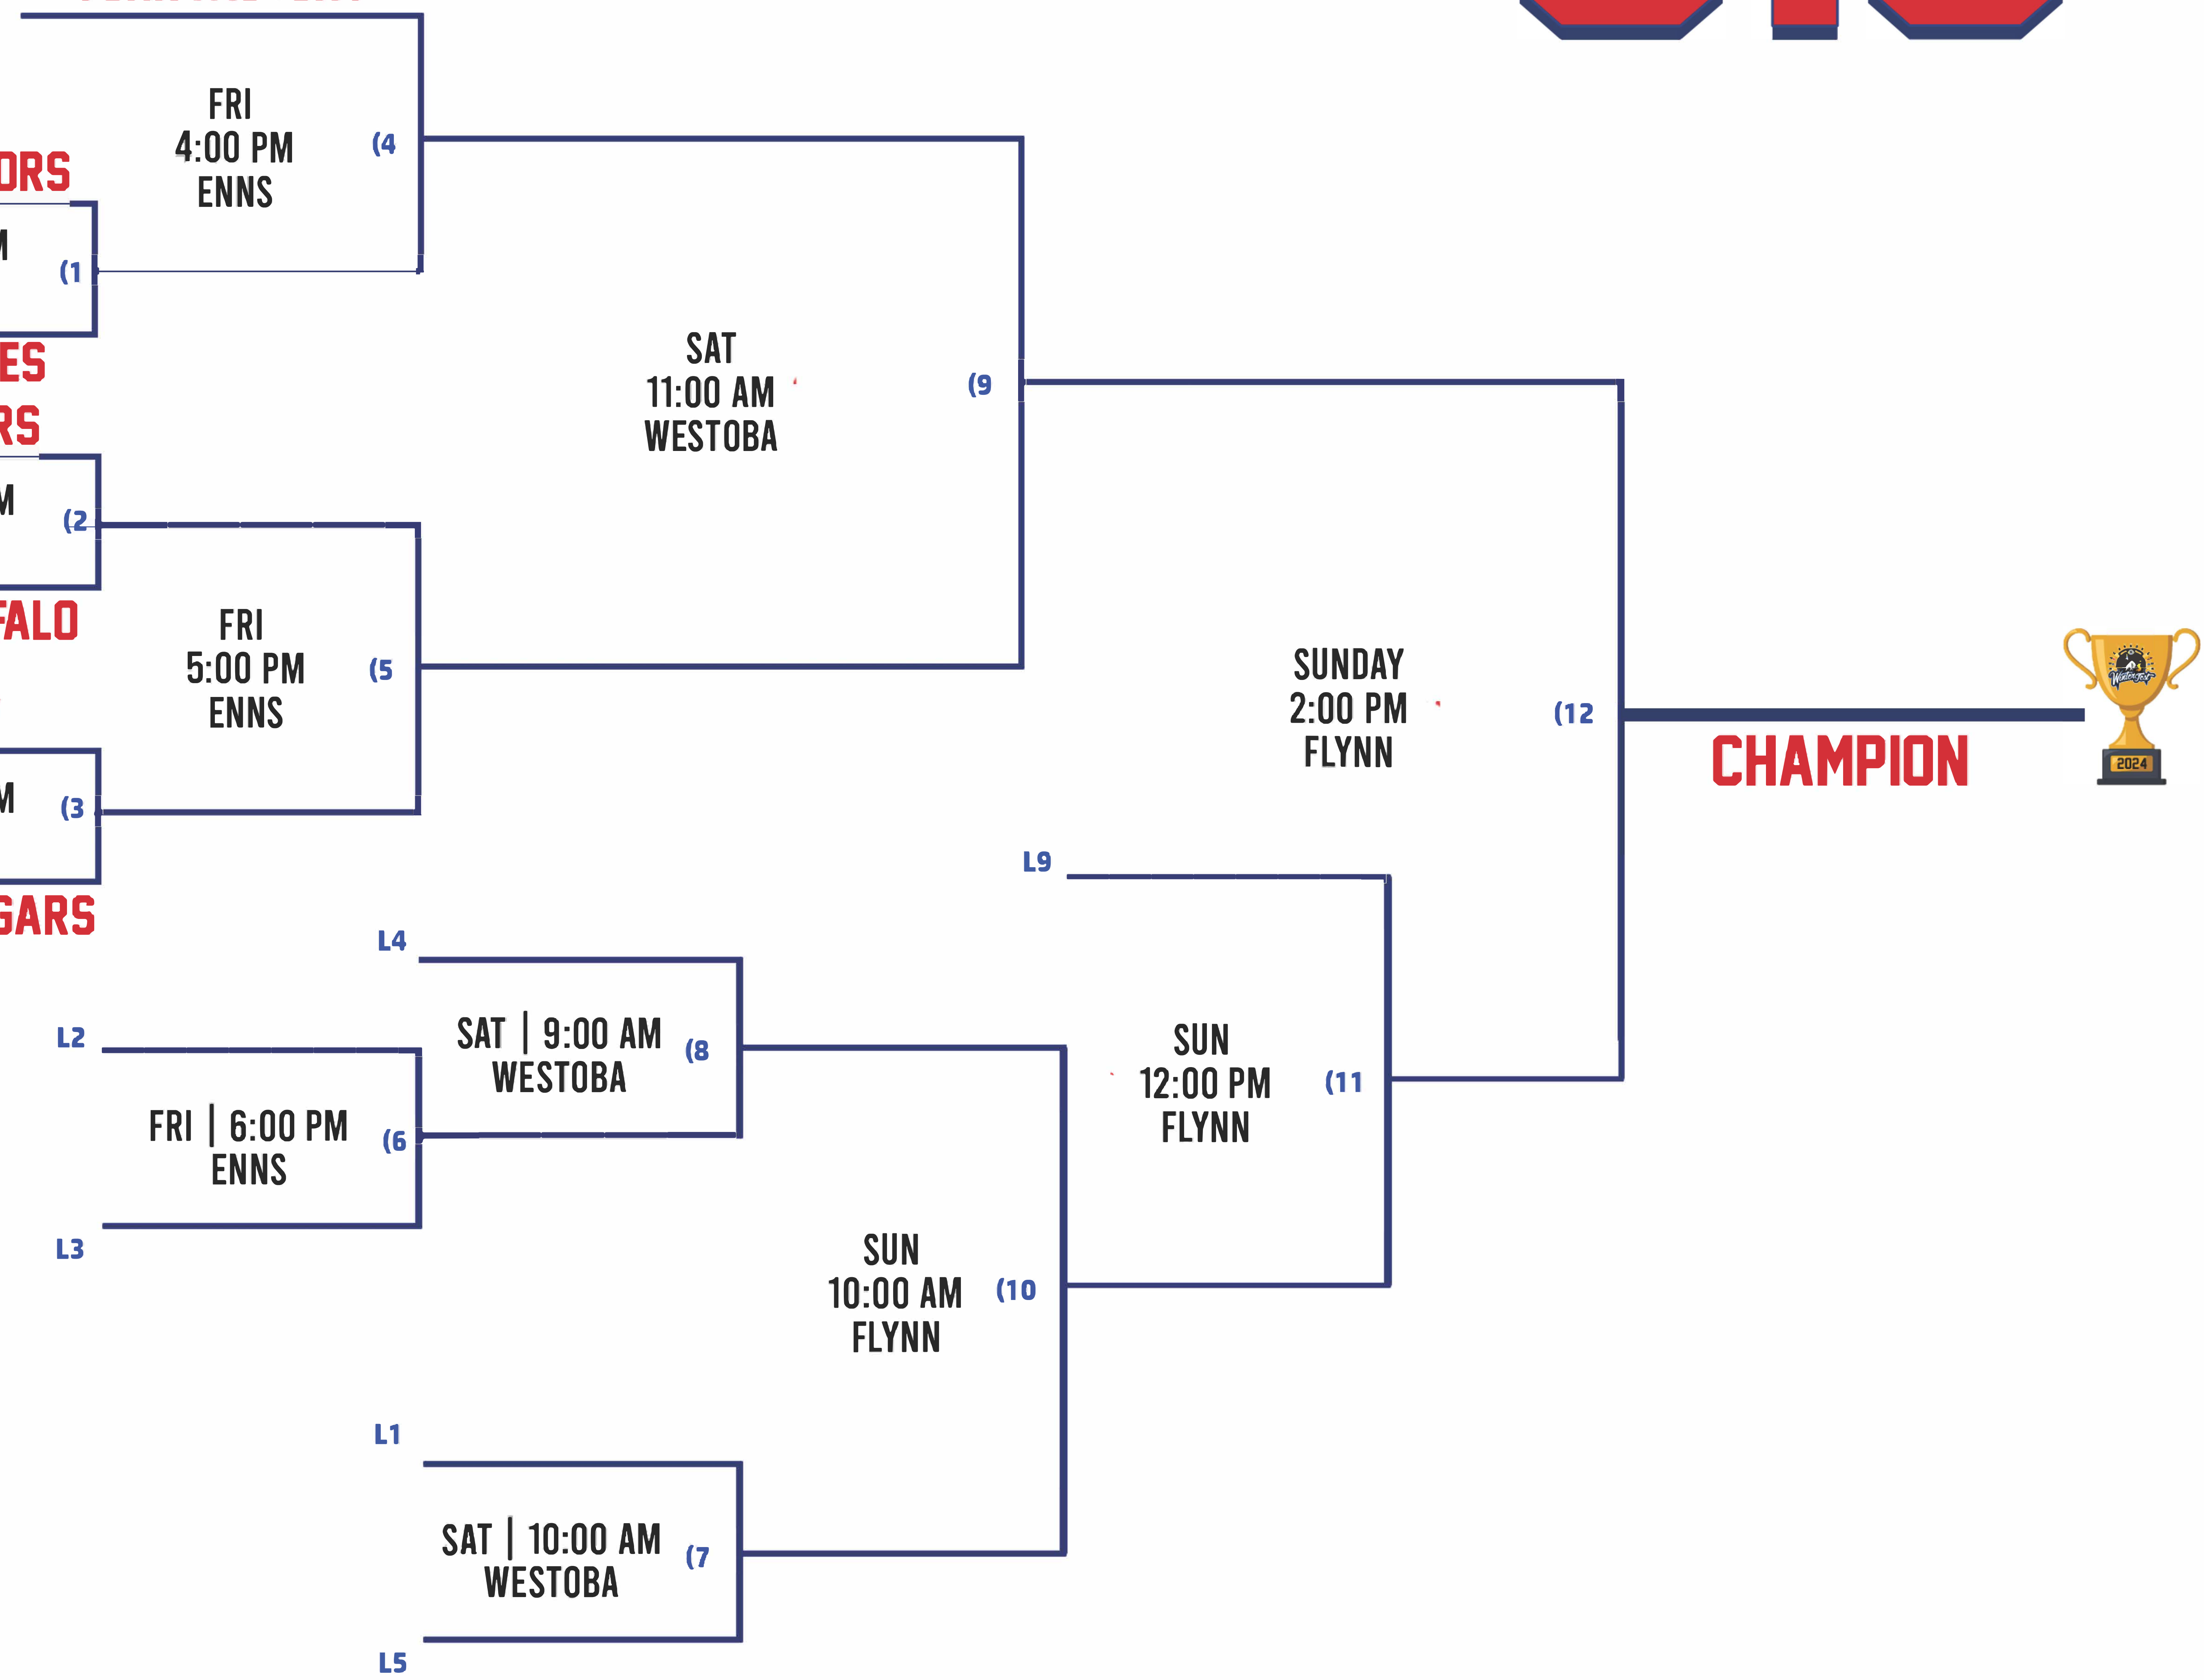 FRI
4:00 PM
ENNS
(4
ORS
(1
ES
RS
(2
FALO
FRI
5:00 PM
ENNS
(5
(3
GARS
SAT
11:00 AM
WESTOBA
(9
SUNDAY
2:00 PM
FLYNN
(12
CHAMPION
WinterFest
2024
L9
L4
SAT | 9:00 AM
WESTOBA
(8
L2
FRI | 6:00 PM
ENNS
(6
L3
SUN
12:00 PM
FLYNN
(11
SUN
10:00 AM
FLYNN
(10
L1
SAT | 10:00 AM
WESTOBA
(7
L5